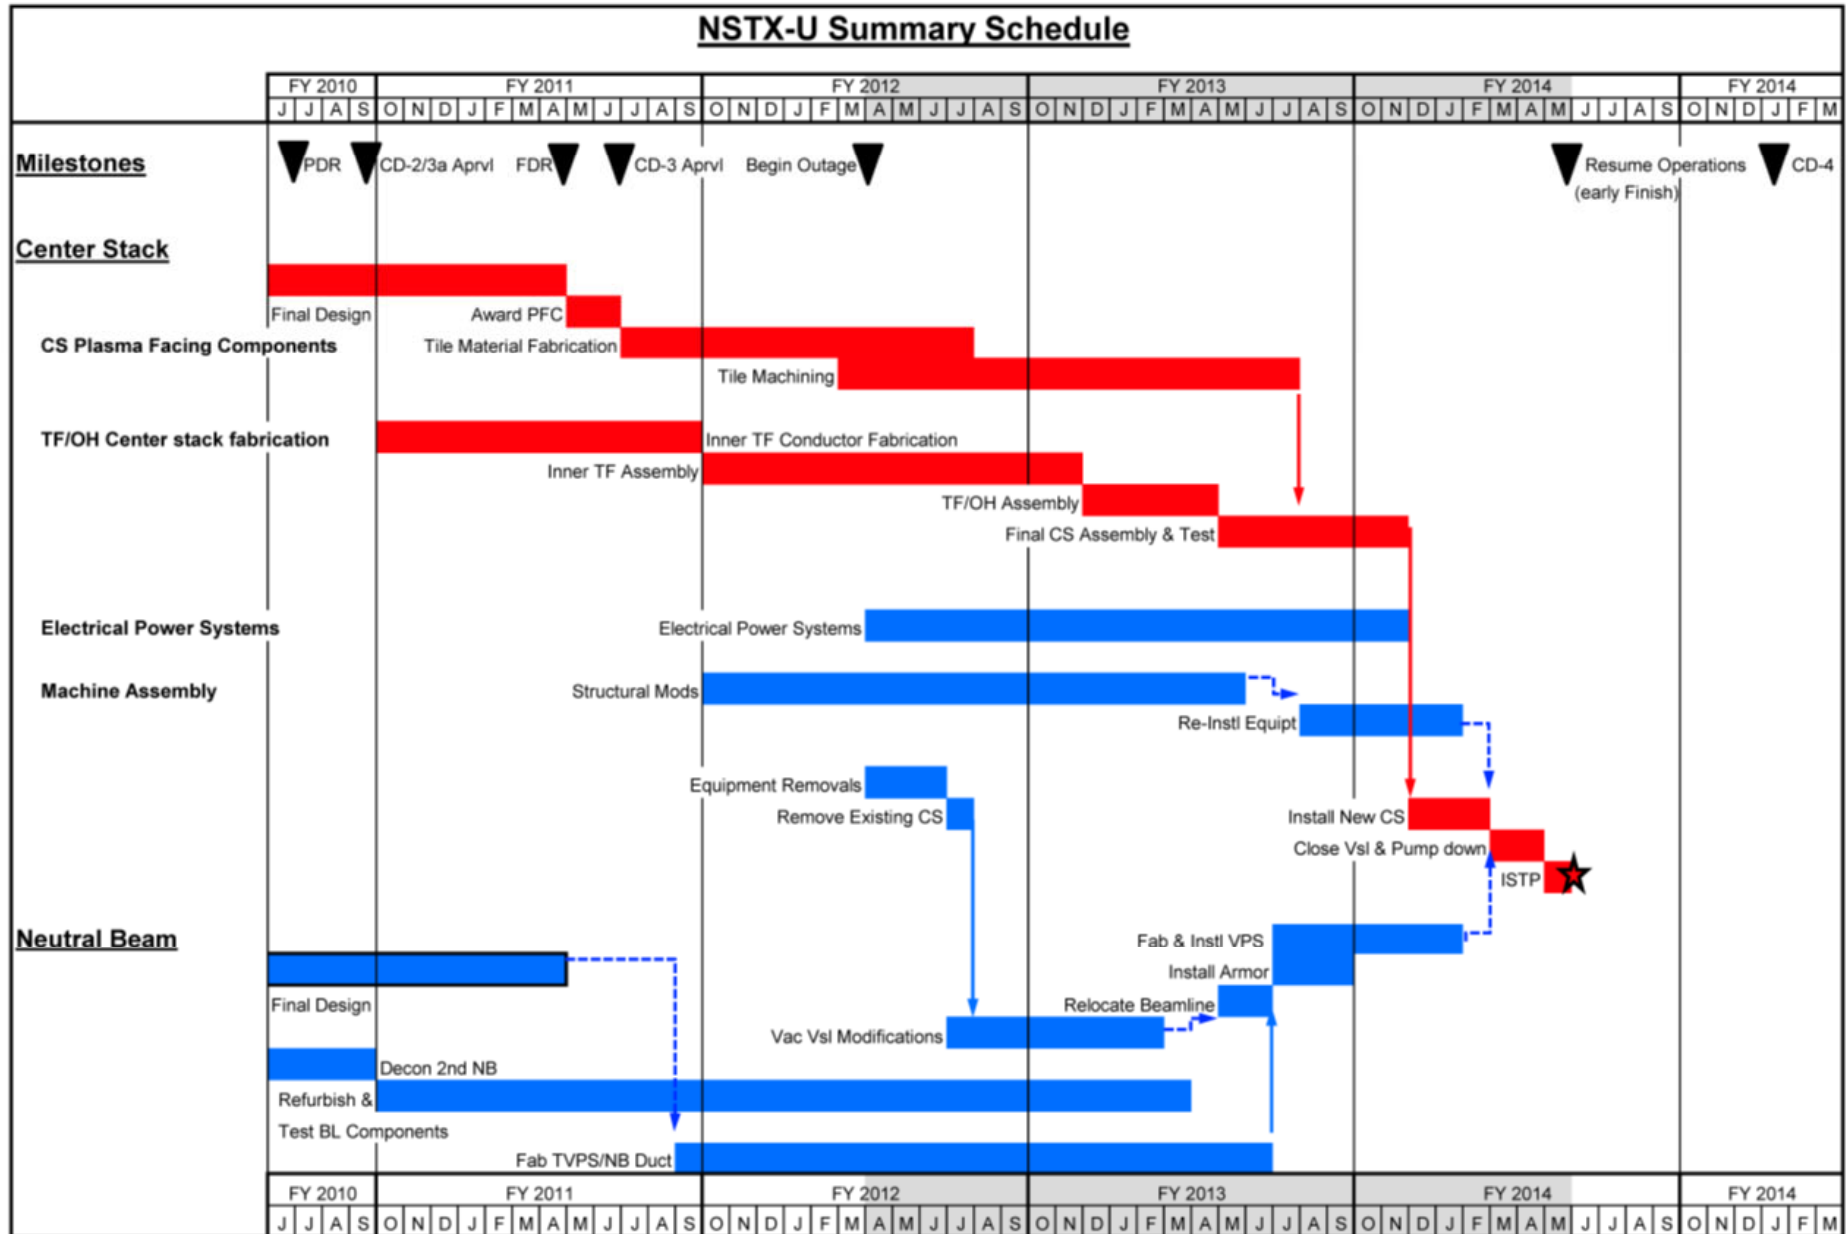 NSTX-U Summary Schedule
FY 2010 FY 2011 FY 2012 FY 2013 FY 2014 FY 2014
J J A S O N D J F M A M J J A S O N D J F M A M J J A S O N D J F M A M J J A S O N D J F M A M J J A S O N D J F M
Milestones PDR CD-2/3a Aprvl FDR CD-3 Aprvl Begin Outage Resume Operations CD-4
(early Finish)
Center Stack
Final Design Award PFC
CS Plasma Facing Components Tile Material Fabrication
Tile Machining
TF/OH Center stack fabrication Inner TF Conductor Fabrication
Inner TF Assembly
TF/OH Assembly
Final CS Assembly & Test
Electrical Power Systems Electrical Power Systems
Machine Assembly Structural Mods
Re-Instl Equipt
Equipment Removals
Remove Existing CS Install New CS
Close Vsl & Pump down
ISTP
Neutral Beam Fab & Instl VPS
Install Armor
Final Design Relocate Beamline
Vac Vsl Modifications
Decon 2nd NB
Refurbish &
Test BL Components
Fab TVPS/NB Duct
FY 2010 FY 2011 FY 2012 FY 2013 FY 2014 FY 2014
J J A S O N D J F M A M J J A S O N D J F M A M J J A S O N D J F M A M J J A S O N D J F M A M J J A S O N D J F M